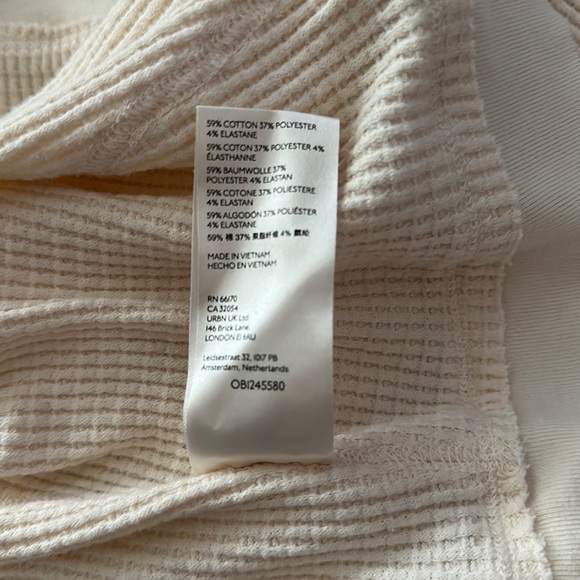 59% COTTON 37% POLYESTER
4% ELASTANE
59% COTON 37% POLYESTER 4%
ÉLASTHANNE
59% BAUMWOLLE 37%
POLYESTER 4% ELASTAN
59% COTONE 37% POLIESTERE
4% ELASTANE
59% ALGODÓN 37% POLIÉSTER
4% ELASTANO
59% 棉 37% 聚脂纤维 4% 氨纶
MADE IN VIETNAM
HECHO EN VIETNAM
RN 66170
CA 32054
URBN UK Ltd.
146 Brick Lane,
LONDON E1 6RU
Leidsestraat 32, 1017 PB
Amsterdam, Netherlands
OB1245580